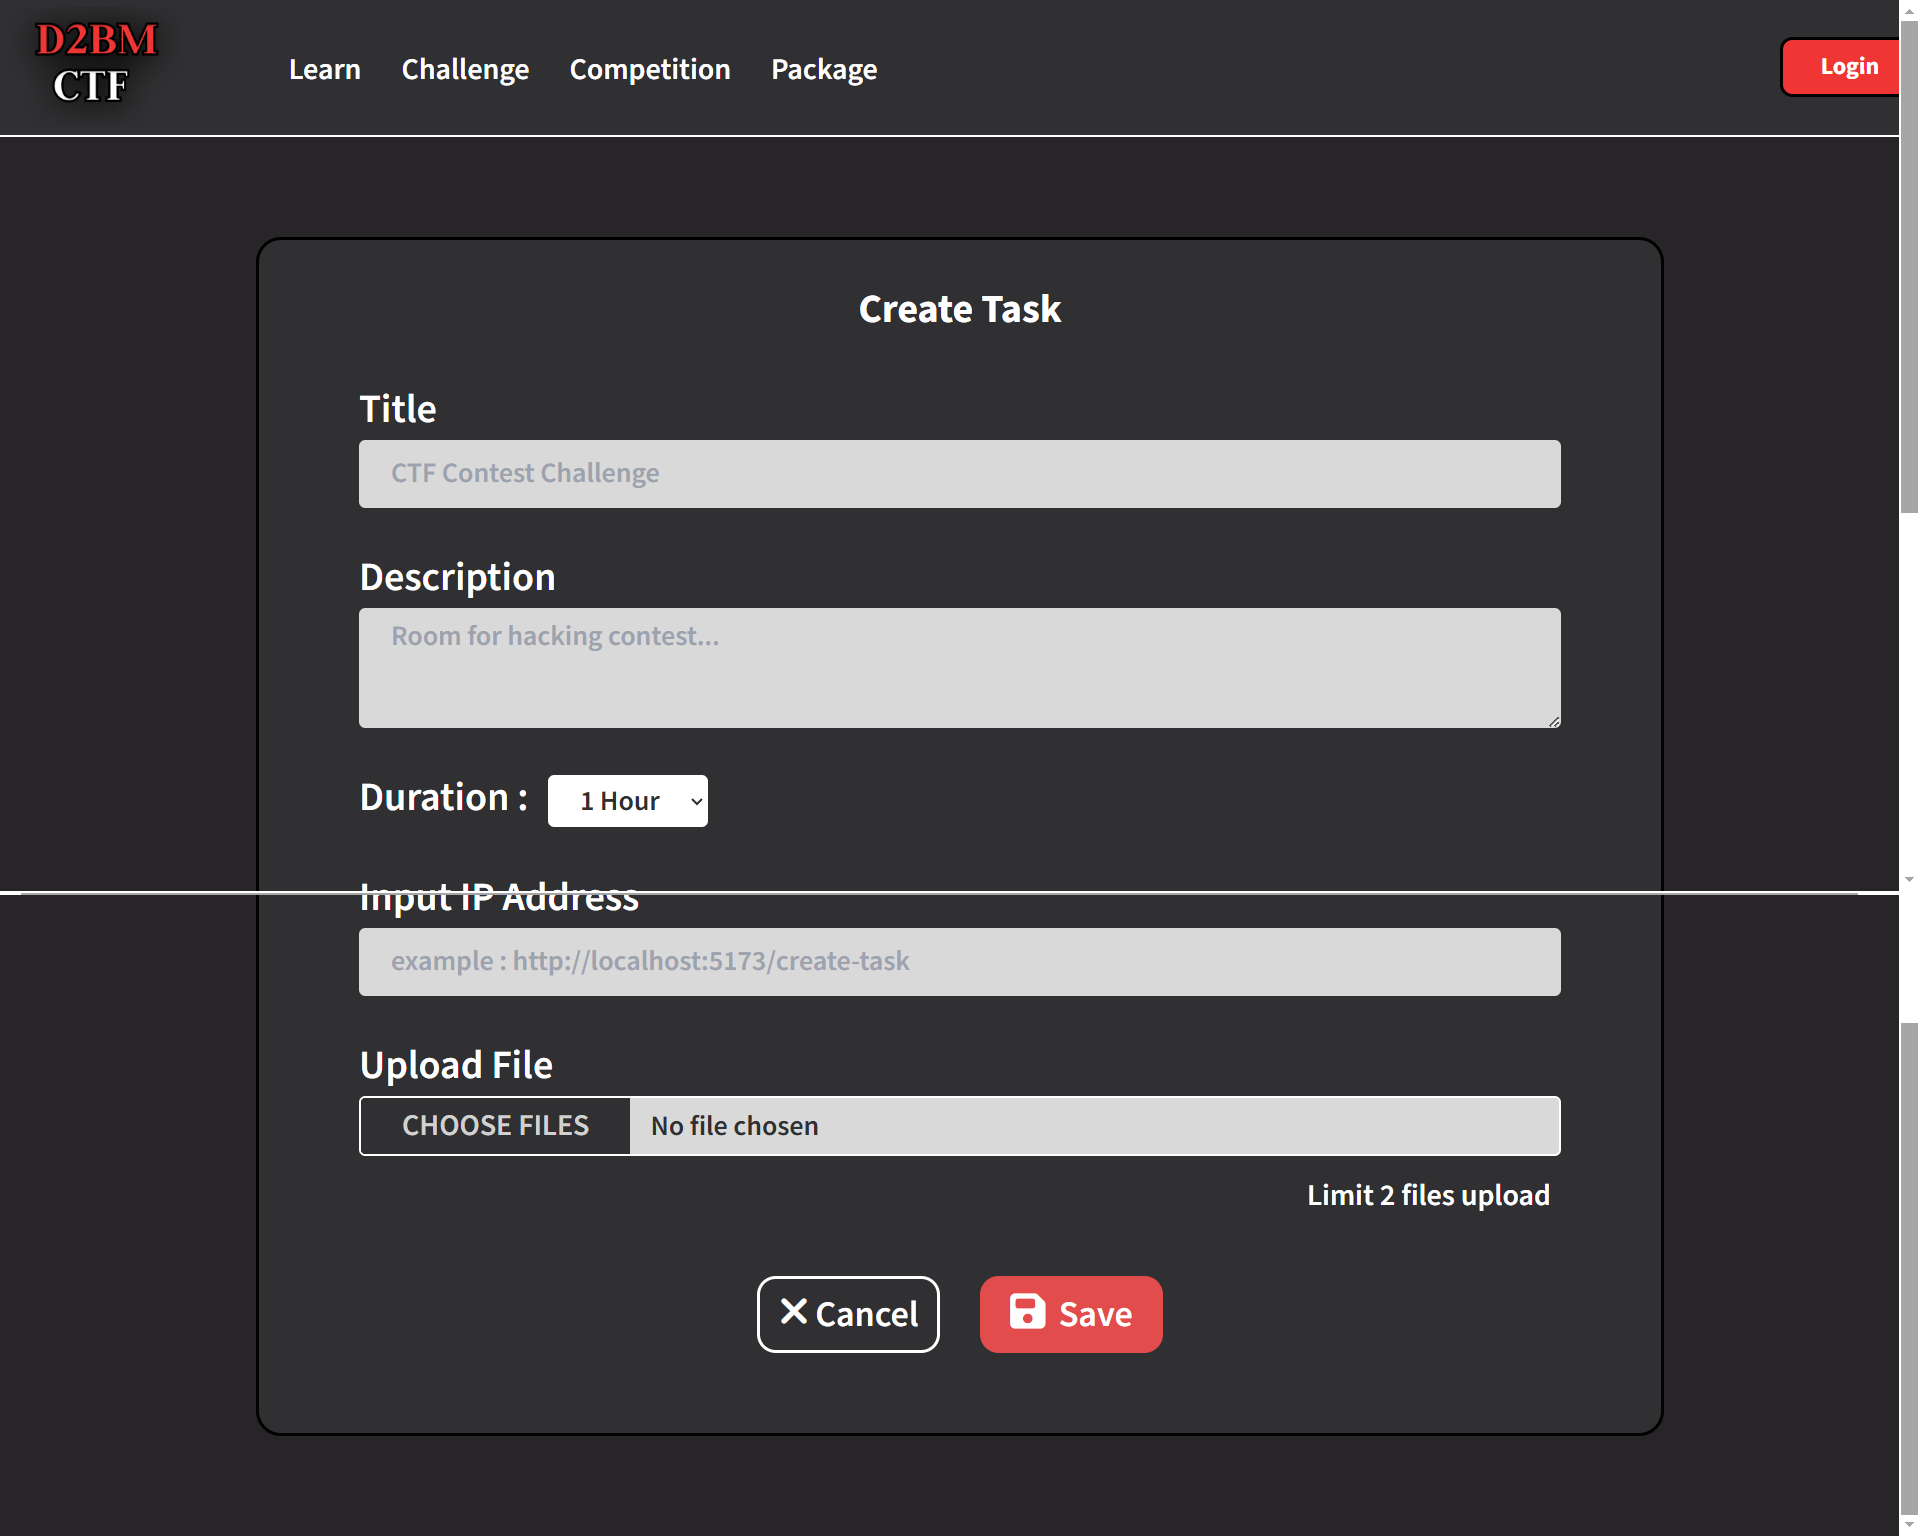 D2BM
CTF
Learn Challenge Competition Package
Login
Create Task
Title
CTF Contest Challenge
Description
Room for hacking contest...
Duration : 1 Hour
Input IP Address
example : http://localhost:5173/create-task
Upload File
CHOOSE FILES No file chosen
Limit 2 files upload
Cancel Save